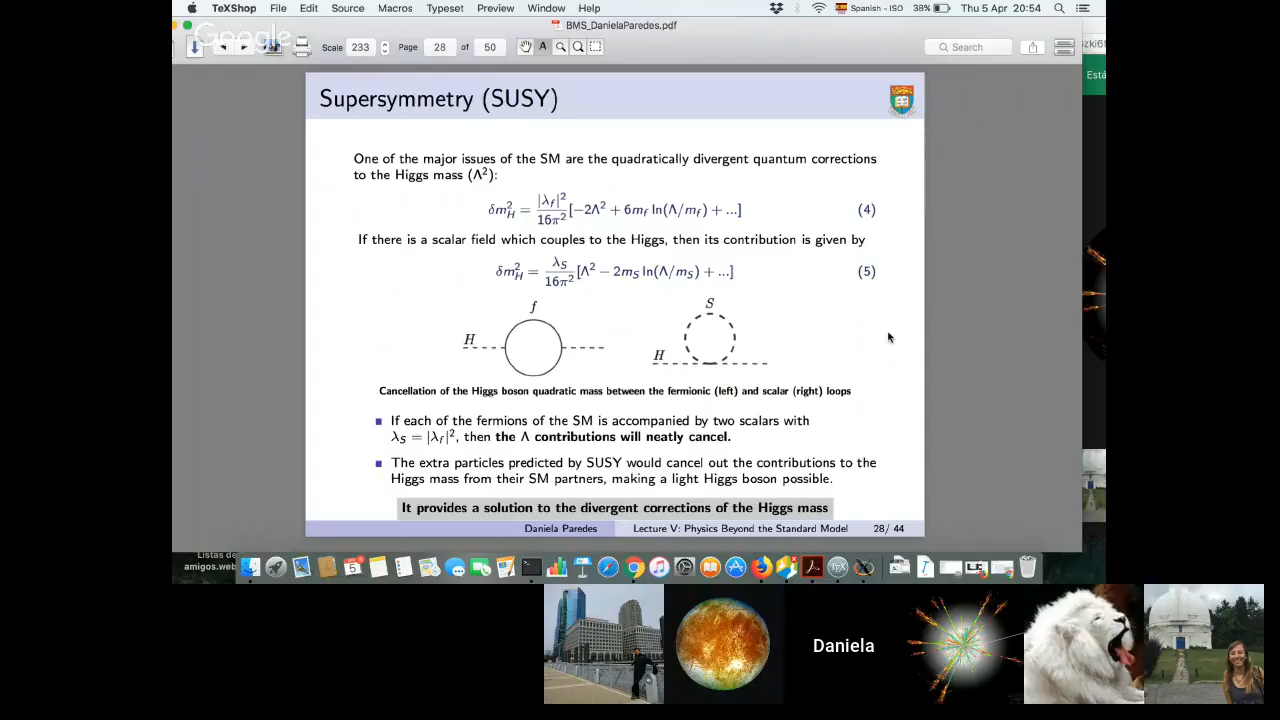 TeXShop File Edit Source Macros Typeset Preview Window Help Spanish - ISO 38% Thu 5 Apr 20:54
BMS_DanielaParedes.pdf
Google
Scale 233 Page 28 of 50 A Search
Supersymmetry (SUSY)
One of the major issues of the SM are the quadratically divergent quantum corrections
to the Higgs mass (Λ²):
δm²_H = |λ_f|²/16π² [−2Λ² + 6m_f ln(Λ/m_f) + ...] (4)
If there is a scalar field which couples to the Higgs, then its contribution is given by
δm²_H = λ_S/16π² [Λ² − 2m_S ln(Λ/m_S) + ...] (5)
f S
H H
Cancellation of the Higgs boson quadratic mass between the fermionic (left) and scalar (right) loops
If each of the fermions of the SM is accompanied by two scalars with
λ_S = |λ_f|², then the Λ contributions will neatly cancel.
The extra particles predicted by SUSY would cancel out the contributions to the
Higgs mass from their SM partners, making a light Higgs boson possible.
It provides a solution to the divergent corrections of the Higgs mass
Daniela Paredes Lecture V: Physics Beyond the Standard Model 28/ 44
Está
Listas de
amigos.web
Daniela